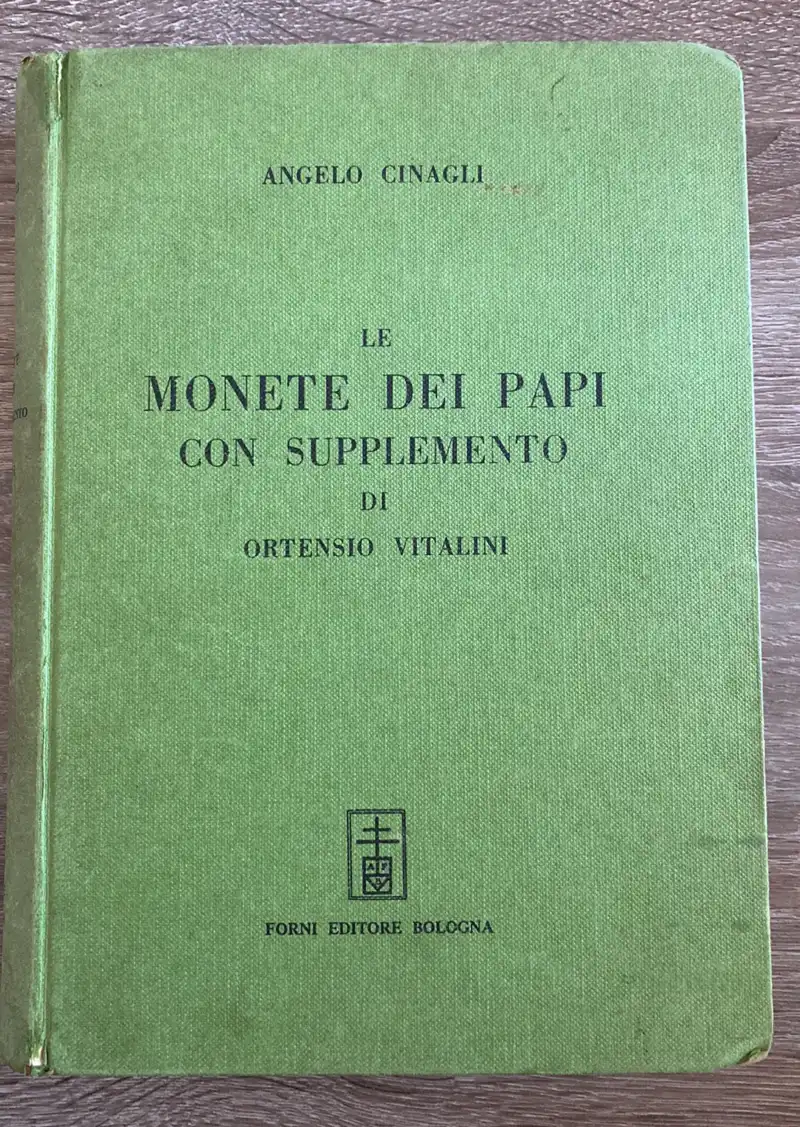 ANGELO CINAGLI
LE
MONETE DEI PAPI
CON SUPPLEMENTO
DI
ORTENSIO VITALINI
FORNI EDITORE BOLOGNA